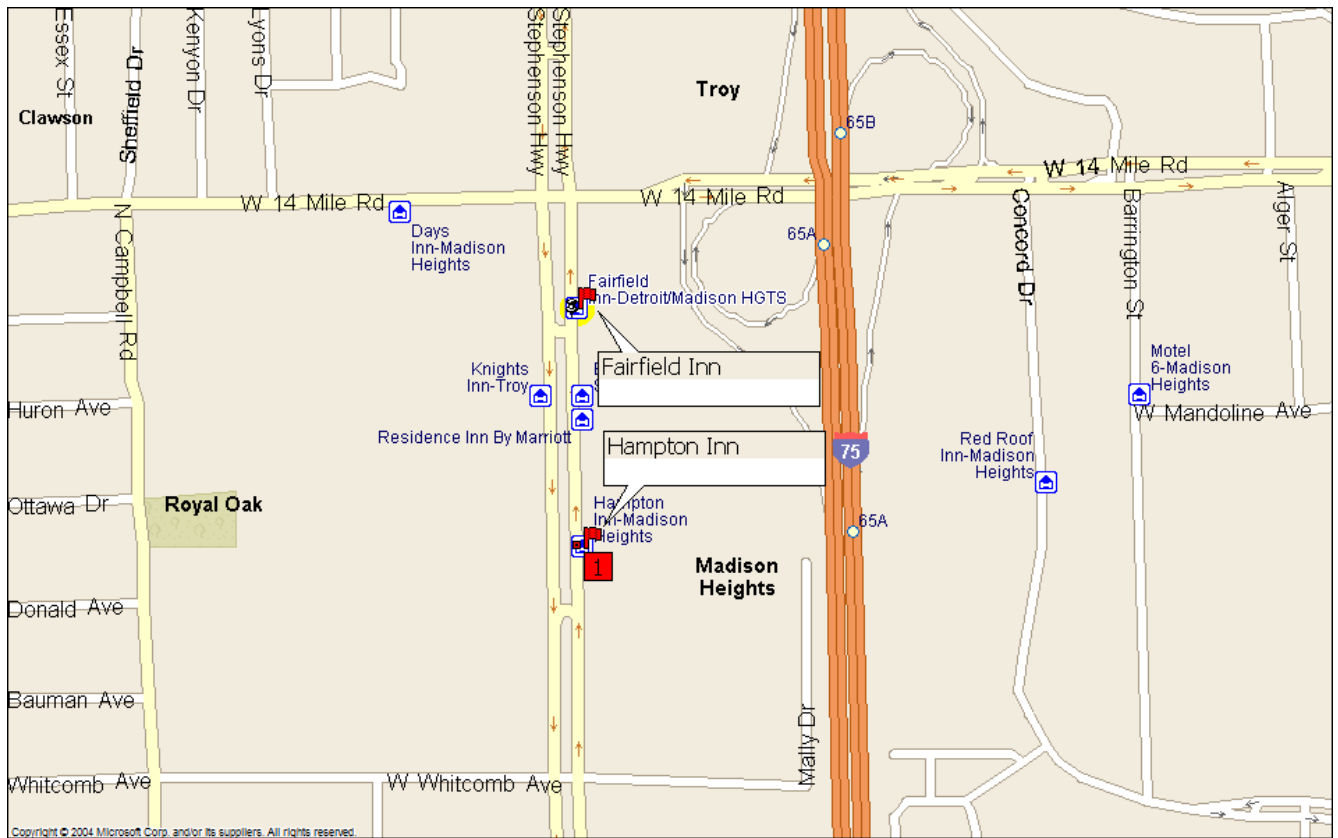 Essex St
Sheffield Dr
Kenyon Dr
Lyons Dr
Stephenson Hwy
Stephenson Hwy
Clawson
Troy
65B
W 14 Mile Rd
W 14 Mile Rd
W 14 Mile Rd
N Campbell Rd
Days
Inn-Madison
Heights
65A
Concord Dr
Barrington St
Alger St
Fairfield
Inn-Detroit/Madison HGTS
Fairfield Inn
Knights
Inn-Troy
Motel
6-Madison
Heights
Huron Ave
W Mandoline Ave
Residence Inn By Marriott
Hampton Inn
75
Red Roof
Inn-Madison
Heights
Ottawa Dr
Royal Oak
Hampton
Inn-Madison
Heights
65A
1
Madison
Heights
Donald Ave
Bauman Ave
Mally Dr
Whitcomb Ave
W Whitcomb Ave
Copyright © 2004 Microsoft Corp. and/or its suppliers. All rights reserved.